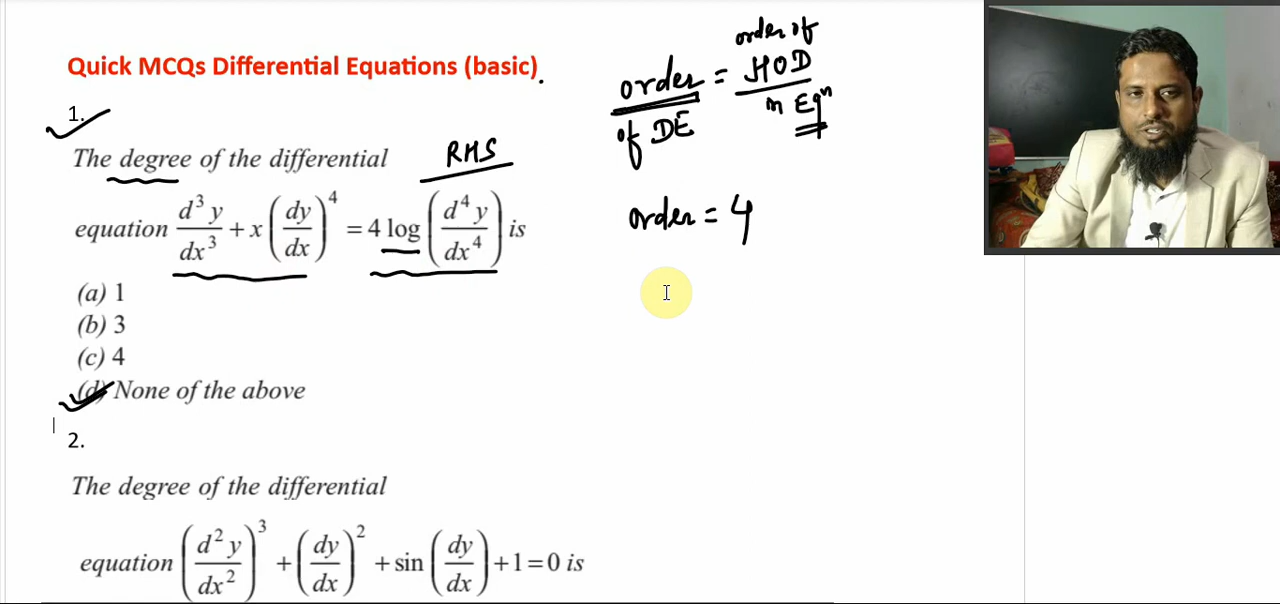 Quick MCQs Differential Equations (basic).
order of DE = order of HOD in Eqⁿ
1.
The degree of the differential
RHS
equation d³y/dx³ + x (dy/dx)⁴ = 4 log (d⁴y/dx⁴) is
order = 4
(a) 1
(b) 3
(c) 4
(d) None of the above
2.
The degree of the differential
equation (d²y/dx²)³ + (dy/dx)² + sin (dy/dx) + 1 = 0 is